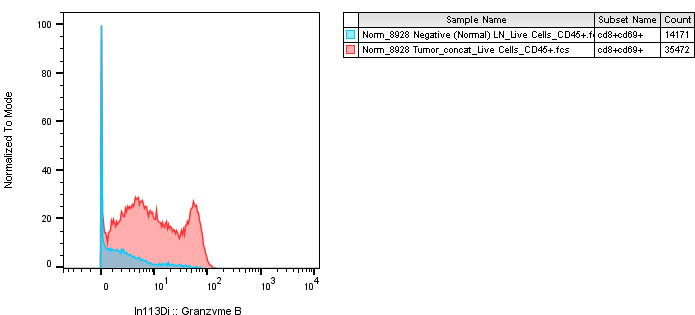 Sample Name Subset Name Count
Norm_8928 Negative (Normal) LN_Live Cells_CD45+.f cd8+cd69+ 14171
Norm_8928 Tumor_concat_Live Cells_CD45+.fcs cd8+cd69+ 35472
Normalized To Mode
100
80
60
40
20
0
0 10^1 10^2 10^3 10^4
In113Di :: Granzyme B